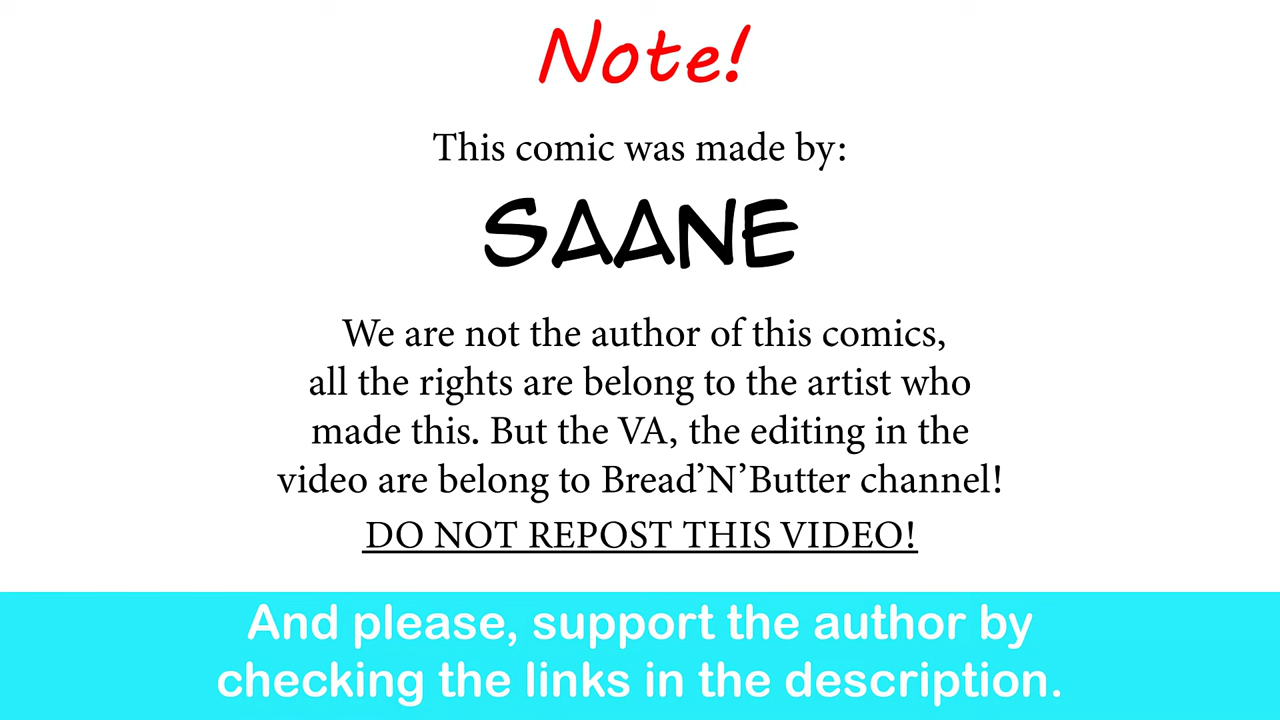 Note!
This comic was made by:
SAANE
We are not the author of this comics,
all the rights are belong to the artist who
made this. But the VA, the editing in the
video are belong to Bread’N’Butter channel!
DO NOT REPOST THIS VIDEO!
And please, support the author by
checking the links in the description.